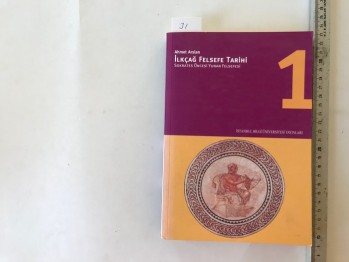 31
Ahmet Arslan
İLKÇAĞ FELSEFE TARİHİ
SOKRATES ÖNCESİ YUNAN FELSEFESİ
1
İSTANBUL BİLGİ ÜNİVERSİTESİ YAYINLARI